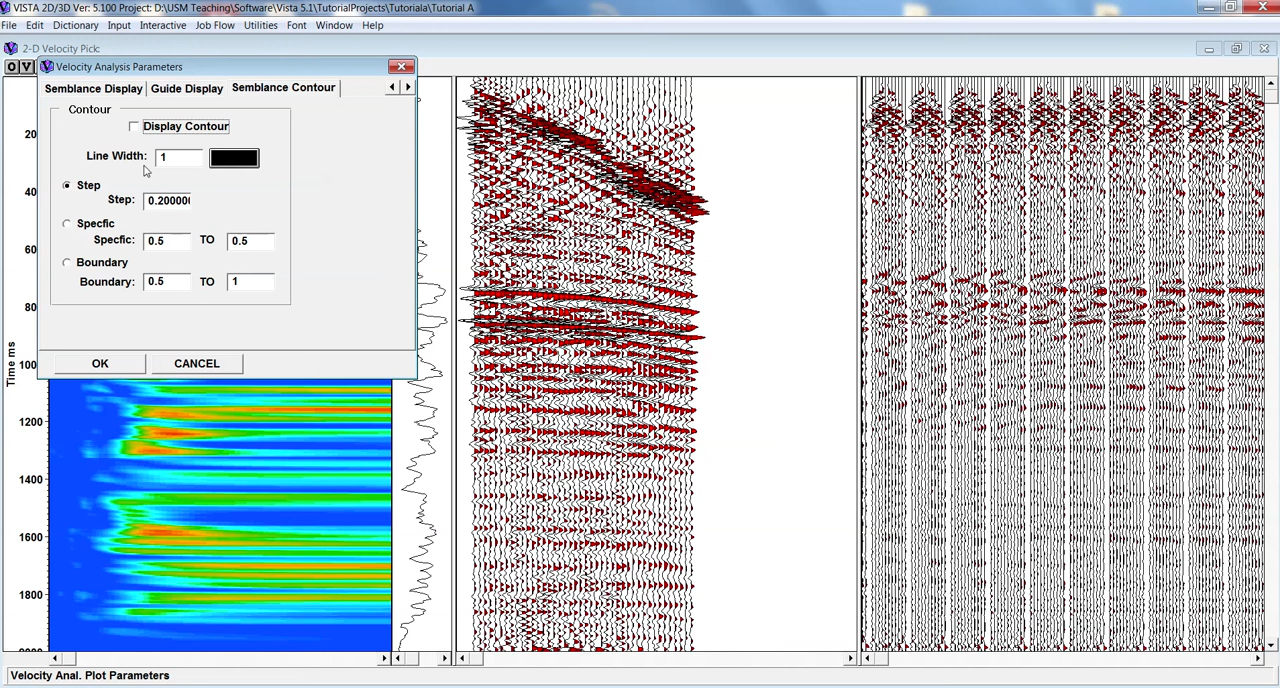 VISTA 2D/3D Ver: 5.100 Project: D:\USM Teaching\Software\Vista 5.1\TutorialProjects\Tutoriala\Tutorial A
File Edit Dictionary Input Interactive Job Flow Utilities Font Window Help
2-D Velocity Pick:
O V
Velocity Analysis Parameters
Semblance Display Guide Display Semblance Contour
Contour
Display Contour
Line Width: 1
Step
Step: 0.200000
Specfic
Specfic: 0.5 TO 0.5
Boundary
Boundary: 0.5 TO 1
OK CANCEL
20
40
60
80
100
1200
1400
1600
1800
Time ms
Velocity Anal. Plot Parameters